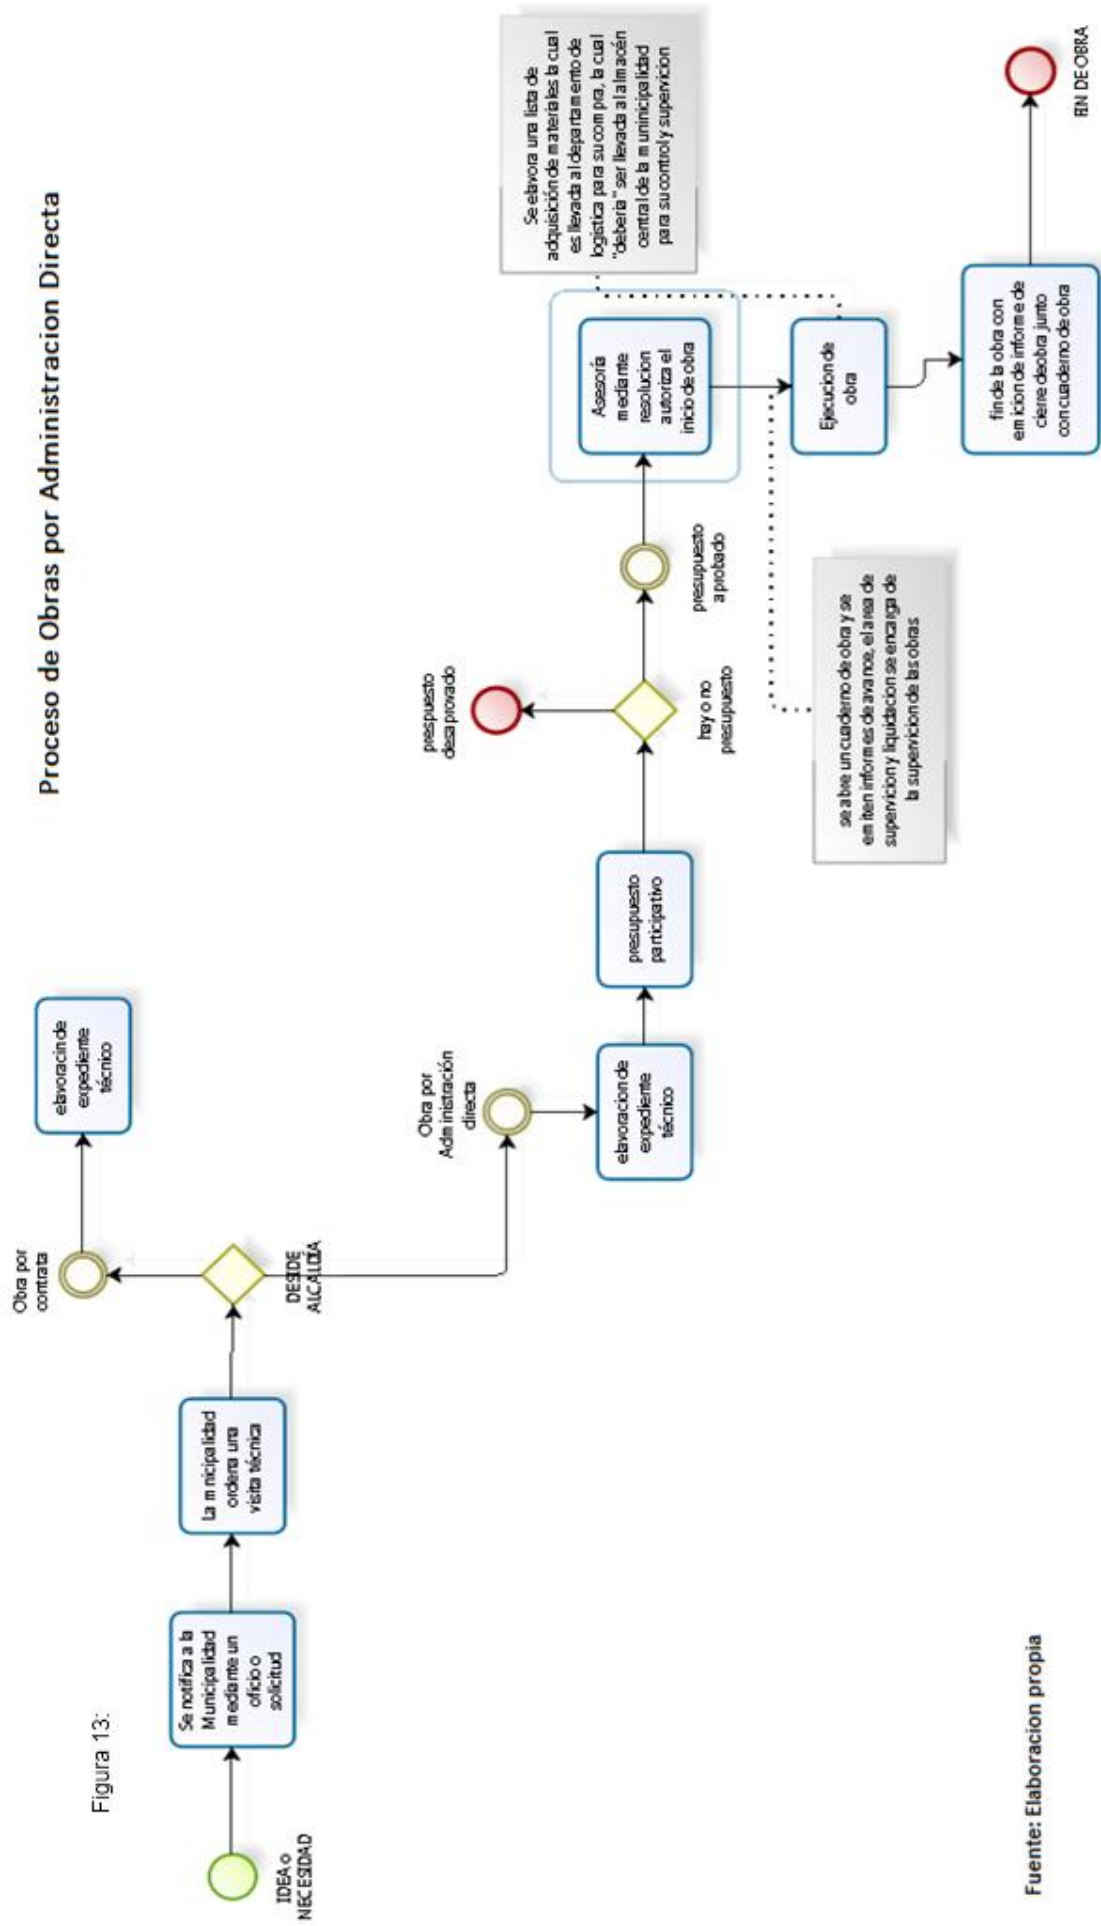 Figura 13:
Proceso de Obras por Administracion Directa
IDEA o
NECESIDAD
Se notifica a la
Municipalidad
mediante un
oficio o
solicitud
La mnicipalidad
ordena una
visita técnica
DESIDE
ALCALDÍA
Obra por
contrata
elavoracin de
expediente
técnico
Obra por
Administración
directa
elavoracion de
expediente
técnico
presupuesto
participativo
hay o no
presupuesto
prespuesto
desaprovado
presupuesto
aprobado
Asesoría
mediante
resolucion
autoriza el
inicio de obra
Se elavora una lista de
adquisición de materiales la cual
es llevada al departamento de
logística para su compra, la cual
"debería" ser llevada al almacén
central de la muninicipalidad
para su control y supervicion
Ejecucion de
obra
se abre un cuaderno de obra y se
emiten informes de avance, el area de
supervicion y liquidacion se encarga de
la supervicion de las obras
fin de la obra con
emicion de informe de
cierre de obra junto
con cuaderno de obra
FIN DE OBRA
Fuente: Elaboracion propia